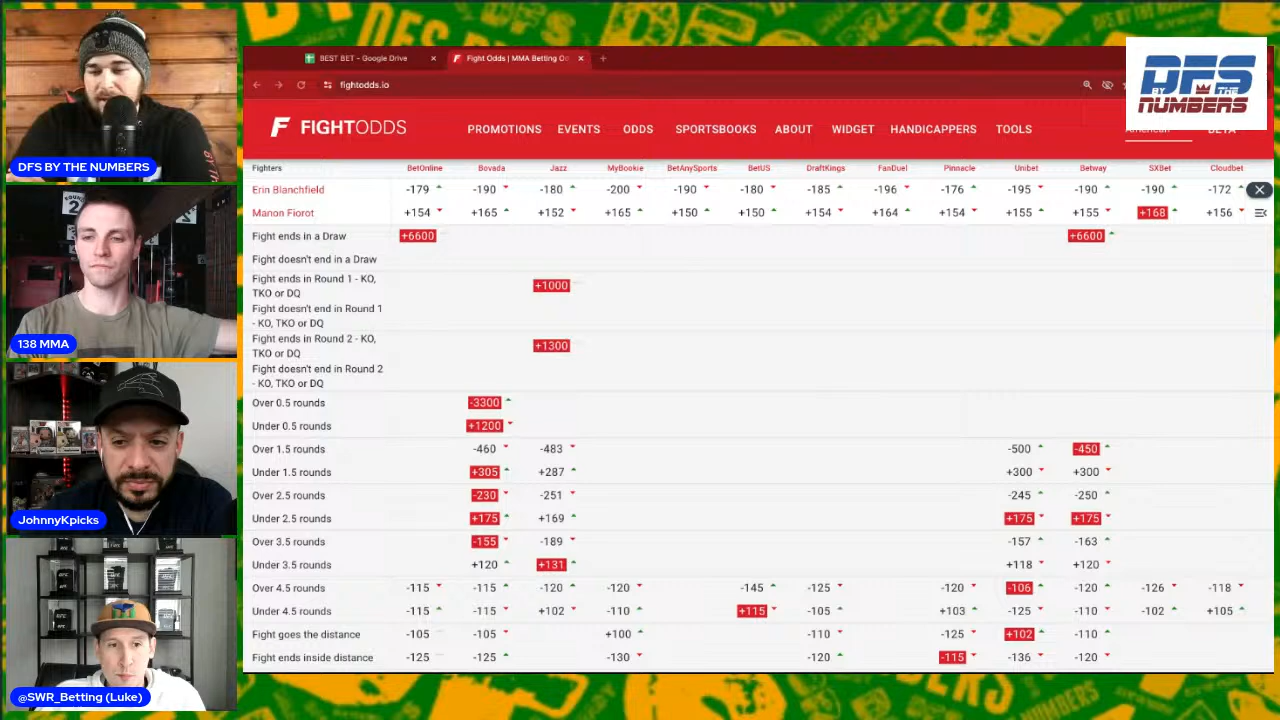 DFS BY THE NUMBERS
138 MMA
JohnnyKpicks
@SWR_Betting (Luke)
BEST BET - Google Drive
Fight Odds | MMA Betting Od
fightodds.io
DFS
BY THE
NUMBERS
FIGHTODDS PROMOTIONS EVENTS ODDS SPORTSBOOKS ABOUT WIDGET HANDICAPPERS TOOLS
Fighters BetOnline Bovada Jazz MyBookie BetAnySports BetUS DraftKings FanDuel Pinnacle Unibet Betway SXBet Cloudbet
Erin Blanchfield -179 -190 -180 -200 -190 -180 -185 -196 -176 -195 -190 -190 -172
Manon Fiorot +154 +165 +152 +165 +150 +150 +154 +164 +154 +155 +155 +168 +156
Fight ends in a Draw +6600 +6600
Fight doesn't end in a Draw
Fight ends in Round 1 - KO,
TKO or DQ +1000
Fight doesn't end in Round 1
- KO, TKO or DQ
Fight ends in Round 2 - KO,
TKO or DQ +1300
Fight doesn't end in Round 2
- KO, TKO or DQ
Over 0.5 rounds -3300
Under 0.5 rounds +1200
Over 1.5 rounds -460 -483 -500 -450
Under 1.5 rounds +305 +287 +300 +300
Over 2.5 rounds -230 -251 -245 -250
Under 2.5 rounds +175 +169 +175 +175
Over 3.5 rounds -155 -189 -157 -163
Under 3.5 rounds +120 +131 +118 +120
Over 4.5 rounds -115 -115 -120 -120 -145 -125 -120 -106 -120 -126 -118
Under 4.5 rounds -115 -115 +102 -110 +115 -105 +103 -125 -110 -102 +105
Fight goes the distance -105 -105 +100 -110 -125 +102 -110
Fight ends inside distance -125 -125 -130 -120 -115 -136 -120